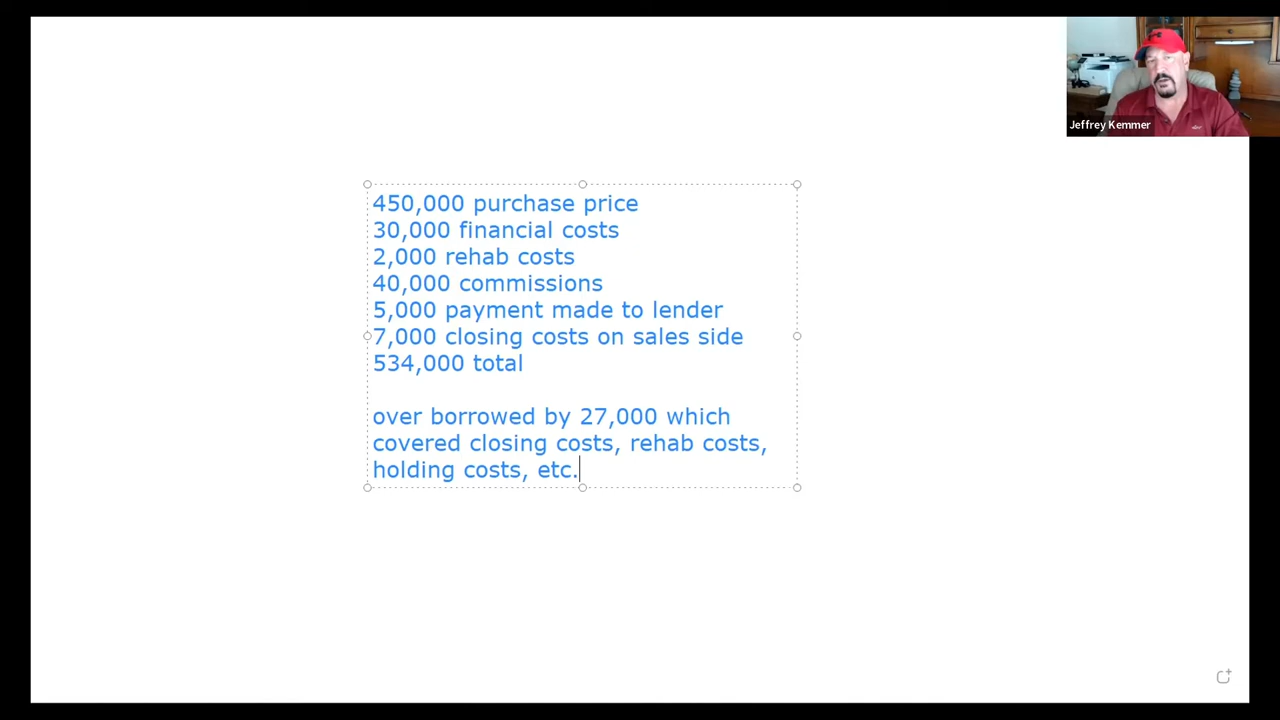 Jeffrey Kemmer
450,000 purchase price
30,000 financial costs
2,000 rehab costs
40,000 commissions
5,000 payment made to lender
7,000 closing costs on sales side
534,000 total
over borrowed by 27,000 which
covered closing costs, rehab costs,
holding costs, etc.